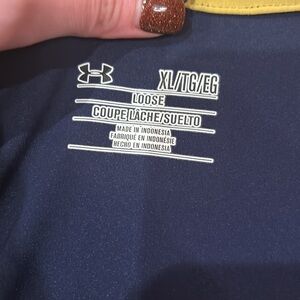 XL/TG/EG
LOOSE
COUPE LÂCHE/SUELTO
MADE IN INDONESIA
FABRIQUÉ EN INDONÉSIE
HECHO EN INDONESIA